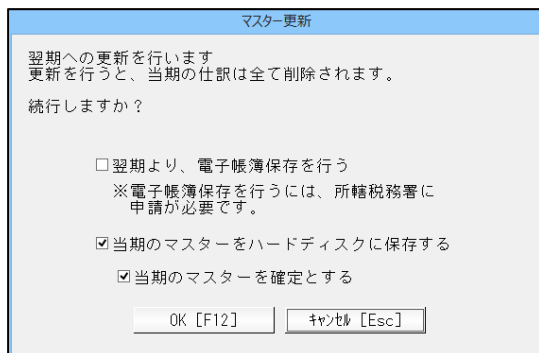 マスター更新
翌期への更新を行います
更新を行うと、当期の仕訳は全て削除されます。
続行しますか？
翌期より、電子帳簿保存を行う
※電子帳簿保存を行うには、所轄税務署に
申請が必要です。
当期のマスターをハードディスクに保存する
当期のマスターを確定とする
OK [F12] ｷｬﾝｾﾙ [Esc]